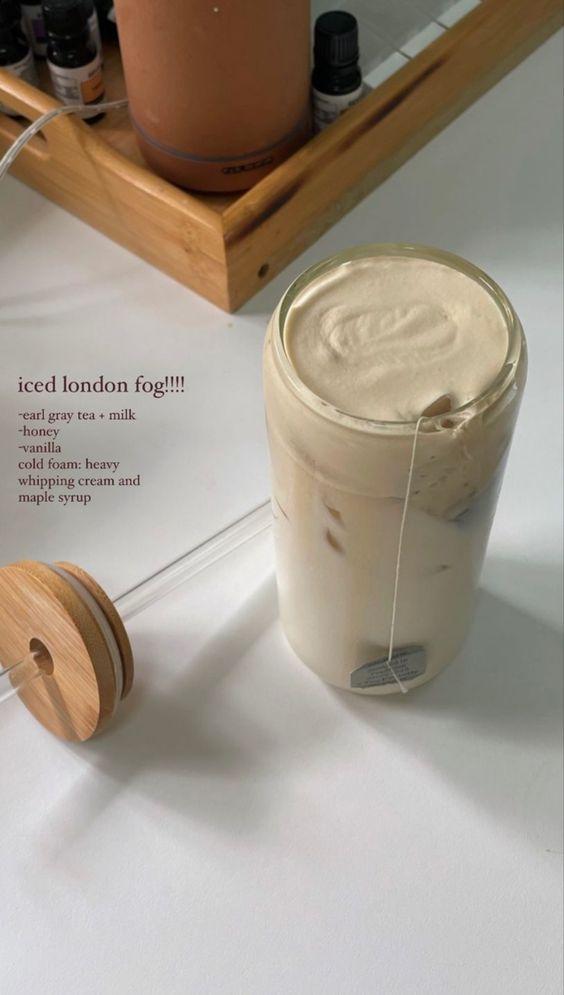 iced london fog!!!!
-earl gray tea + milk
-honey
-vanilla
cold foam: heavy
whipping cream and
maple syrup